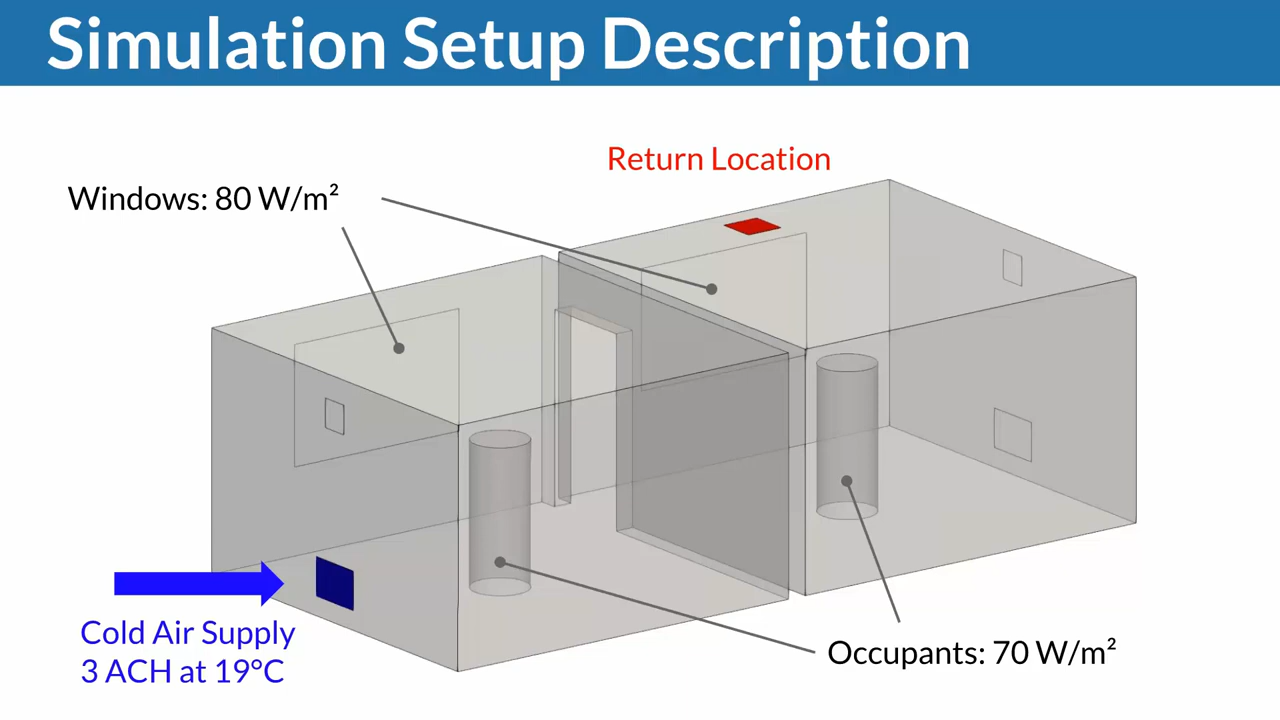 Simulation Setup Description
Return Location
Windows: 80 W/m²
Cold Air Supply
3 ACH at 19°C
Occupants: 70 W/m²